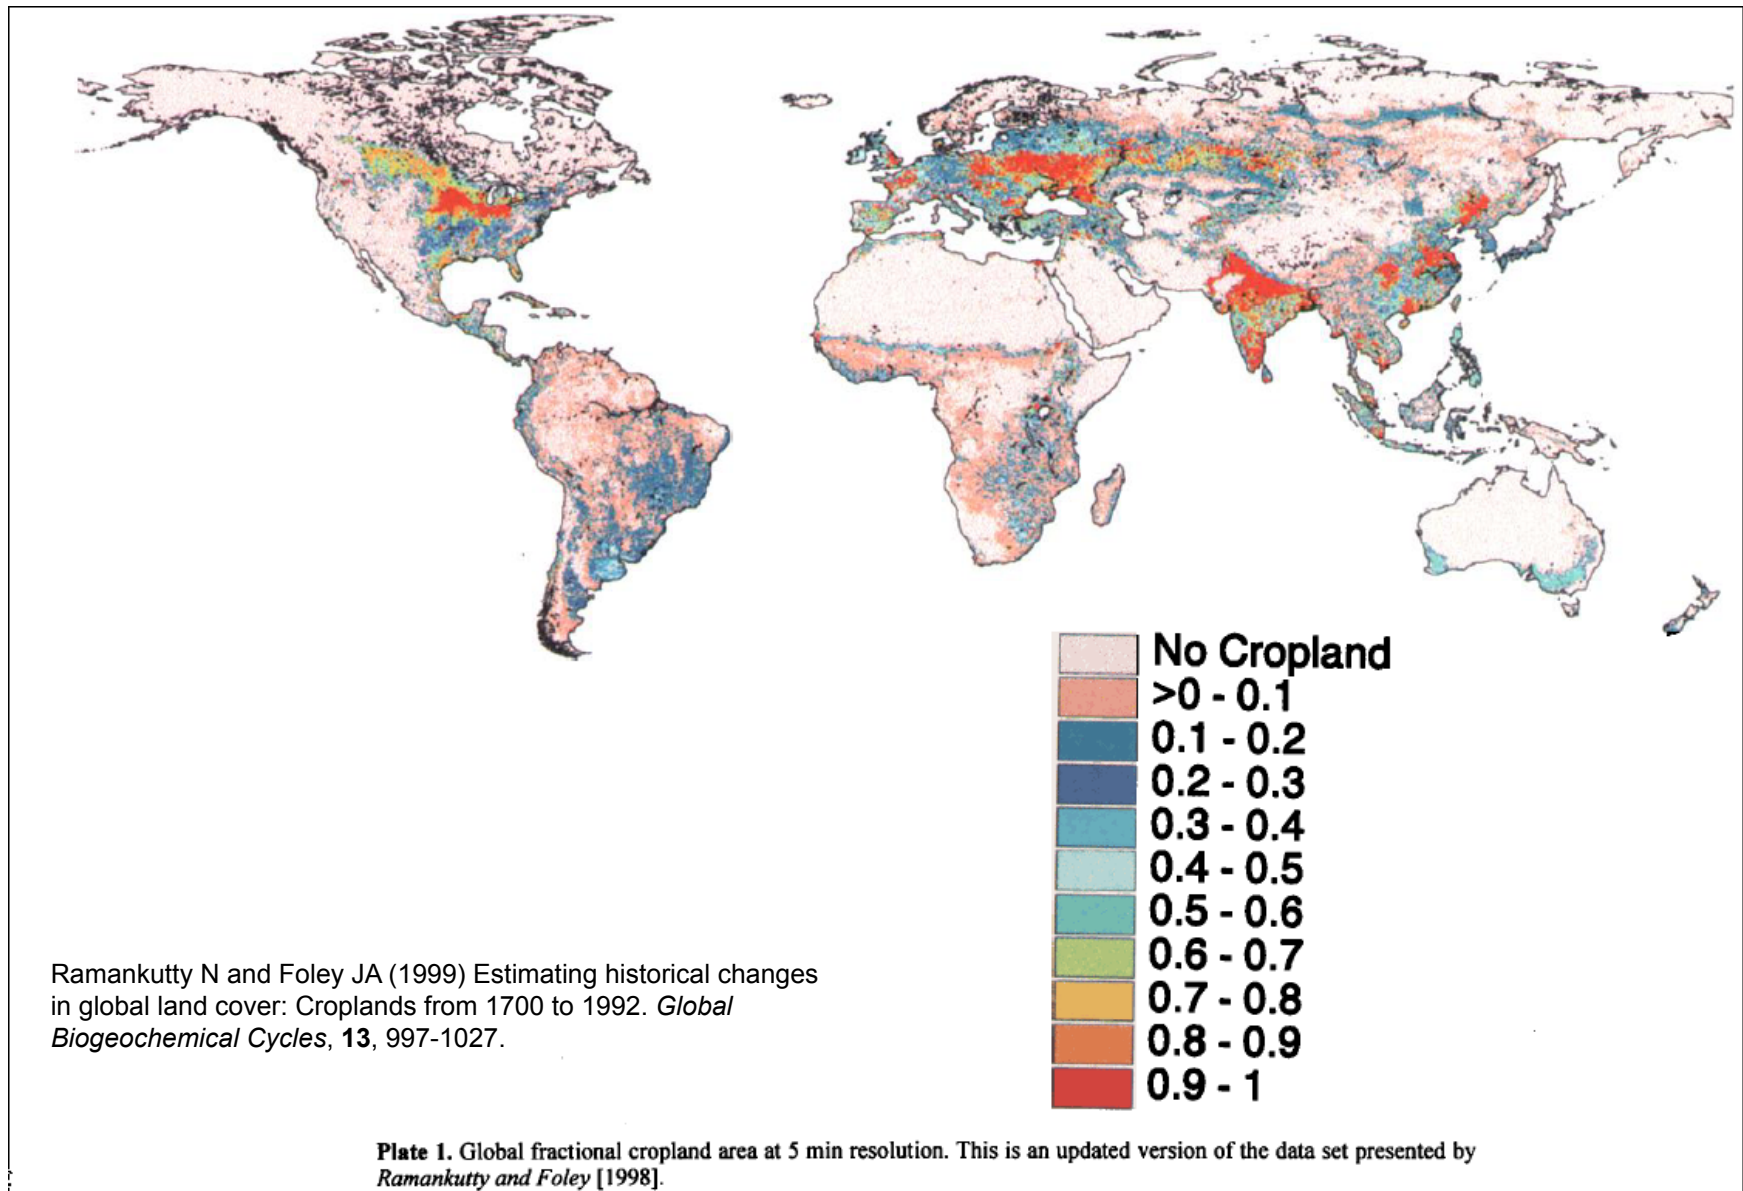 No Cropland
>0 - 0.1
0.1 - 0.2
0.2 - 0.3
0.3 - 0.4
0.4 - 0.5
0.5 - 0.6
0.6 - 0.7
0.7 - 0.8
0.8 - 0.9
0.9 - 1
Ramankutty N and Foley JA (1999) Estimating historical changes
in global land cover: Croplands from 1700 to 1992. Global
Biogeochemical Cycles, 13, 997-1027.
Plate 1. Global fractional cropland area at 5 min resolution. This is an updated version of the data set presented by
Ramankutty and Foley [1998].